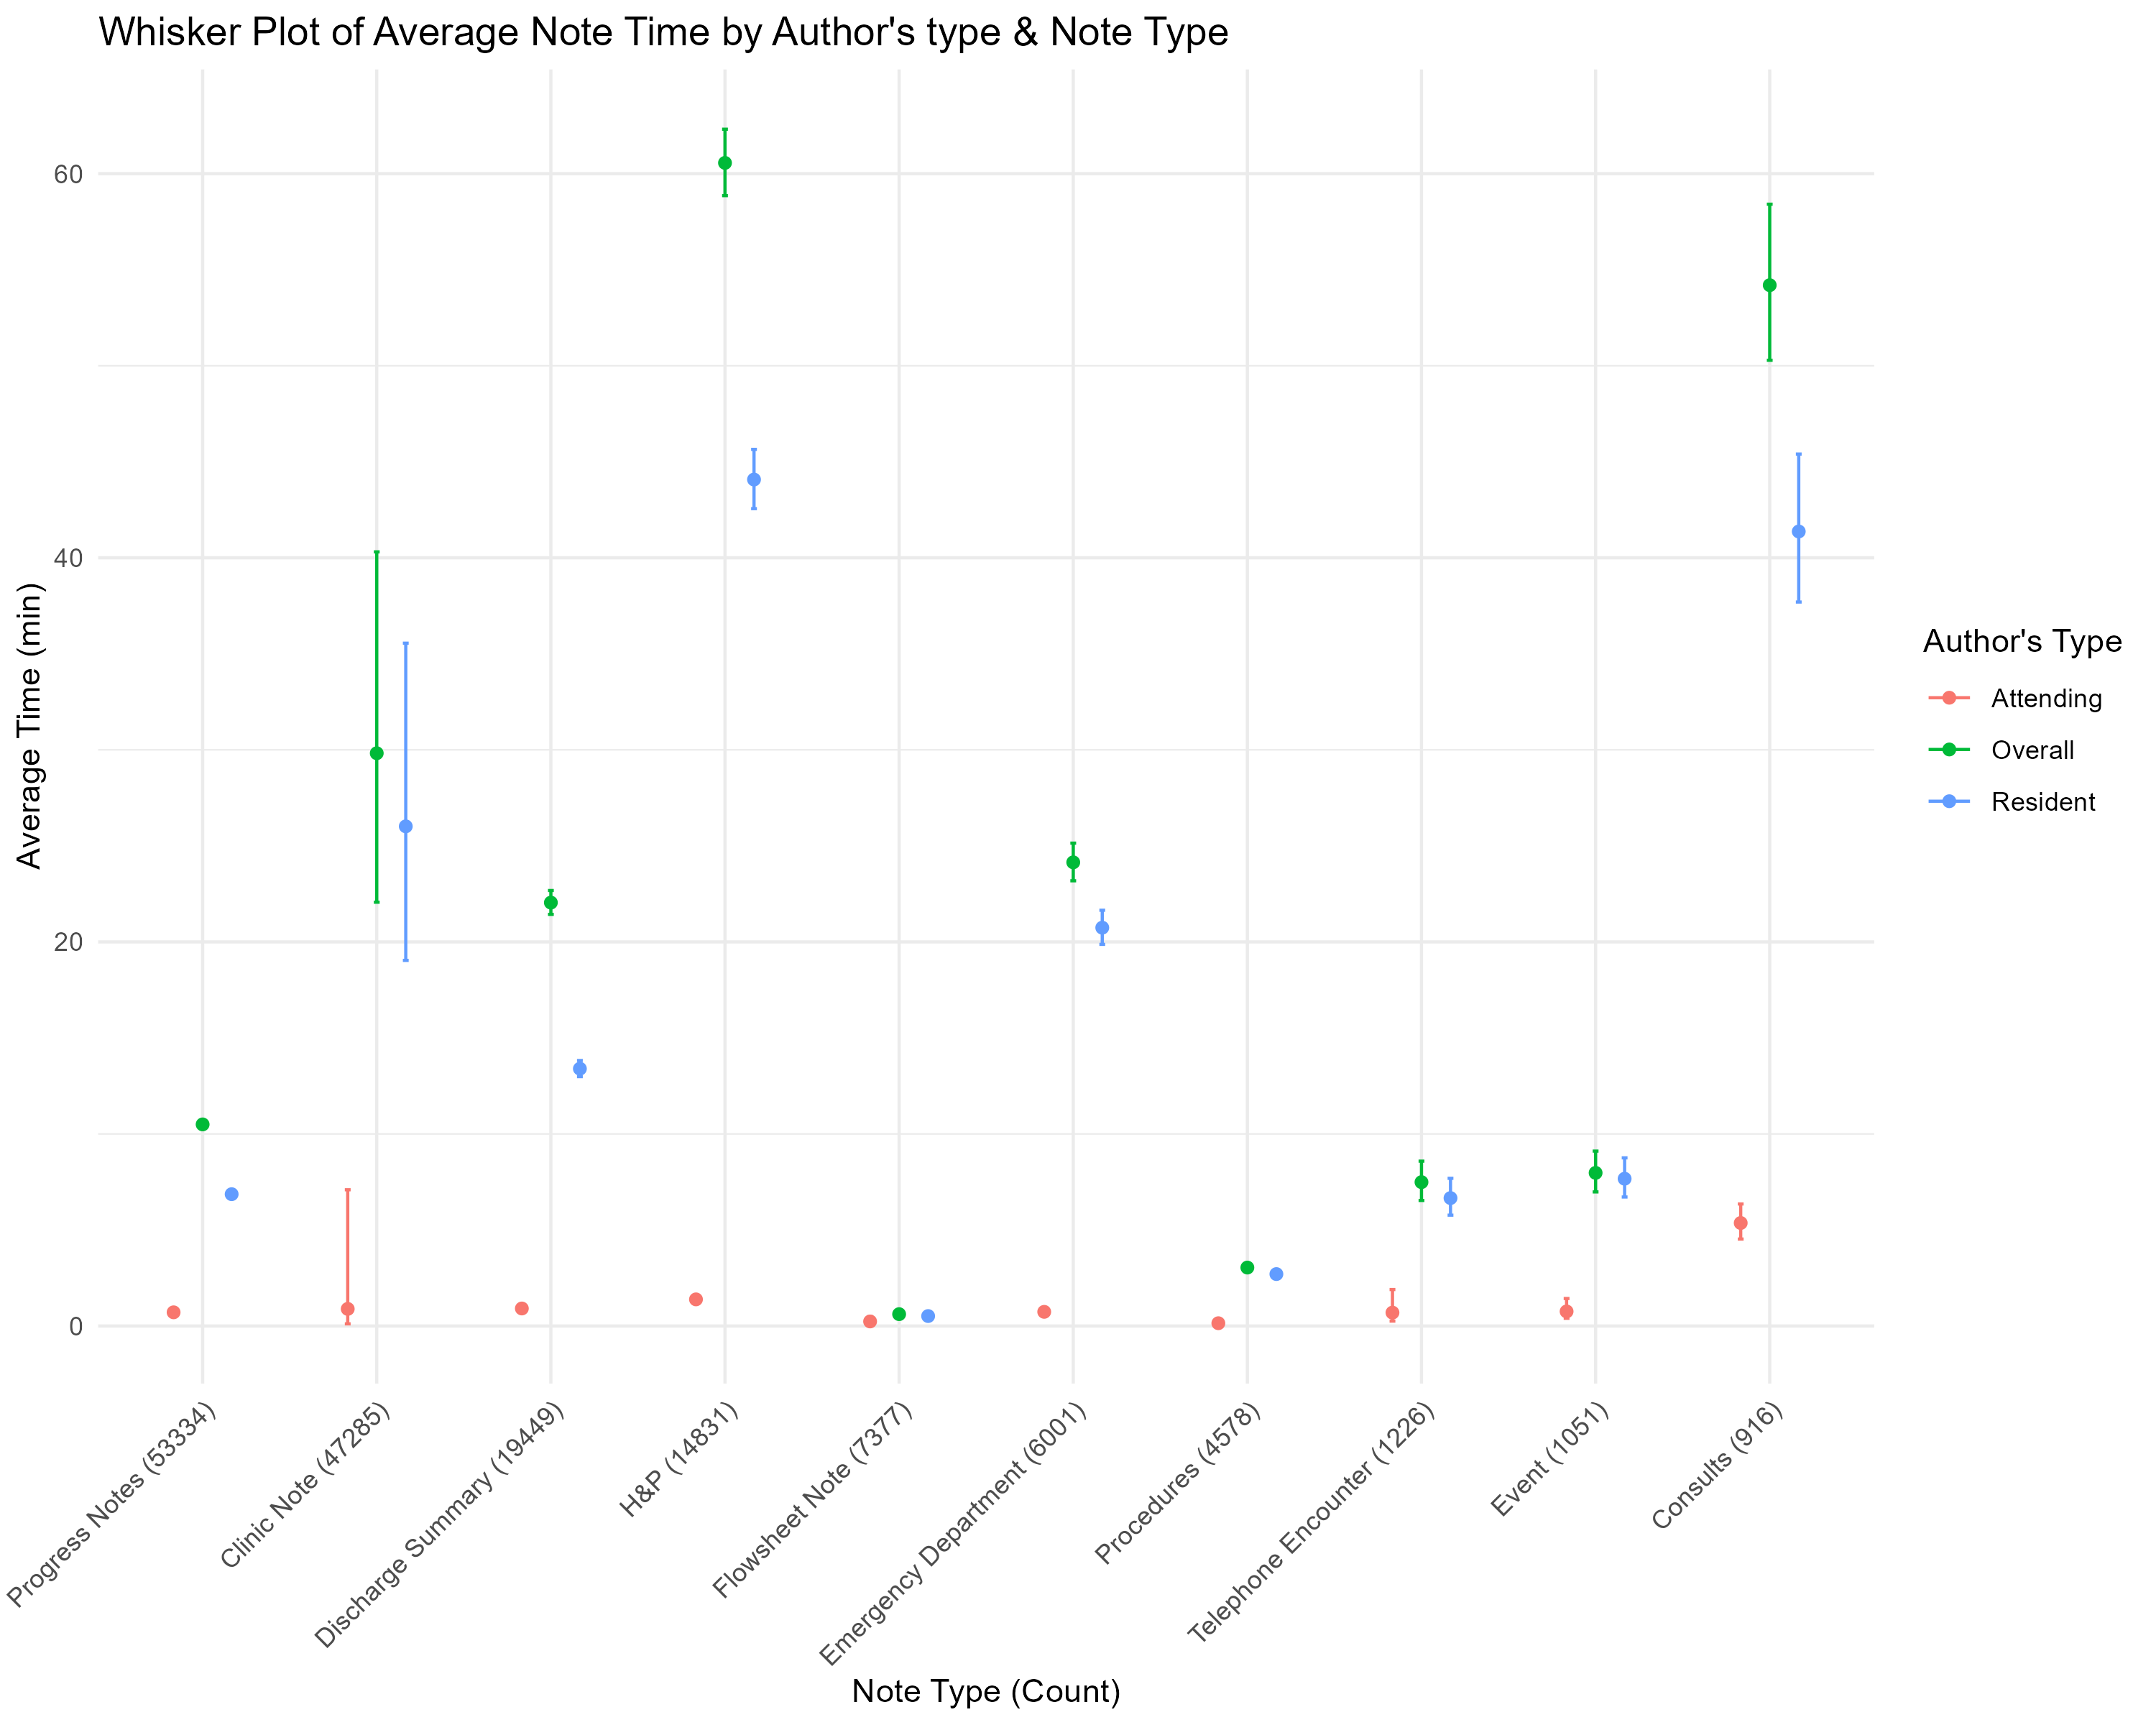 Whisker Plot of Average Note Time by Author's type & Note Type
Average Time (min)
60
40
20
0
Progress Notes (53334)
Clinic Note (47285)
Discharge Summary (19449)
H&P (14831)
Flowsheet Note (7377)
Emergency Department (6001)
Procedures (4578)
Telephone Encounter (1226)
Event (1051)
Consults (916)
Note Type (Count)
Author's Type
Attending
Overall
Resident